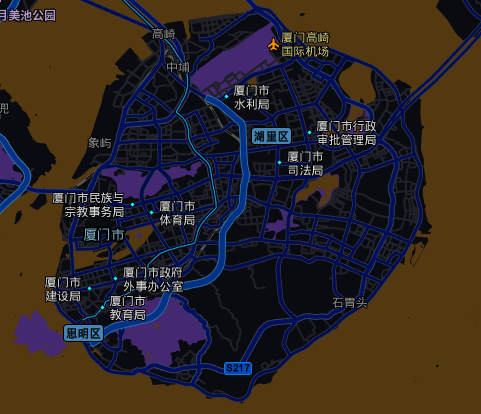 月美池公园
高崎
厦门高崎
国际机场
中埔
厦门市
水利局
兜
湖里区
厦门市行政
审批管理局
象屿
厦门市
司法局
厦门市民族与
宗教事务局
厦门市
体育局
厦门市
厦门市政府
外事办公室
厦门市
建设局
厦门市
教育局
石胄头
思明区
S217